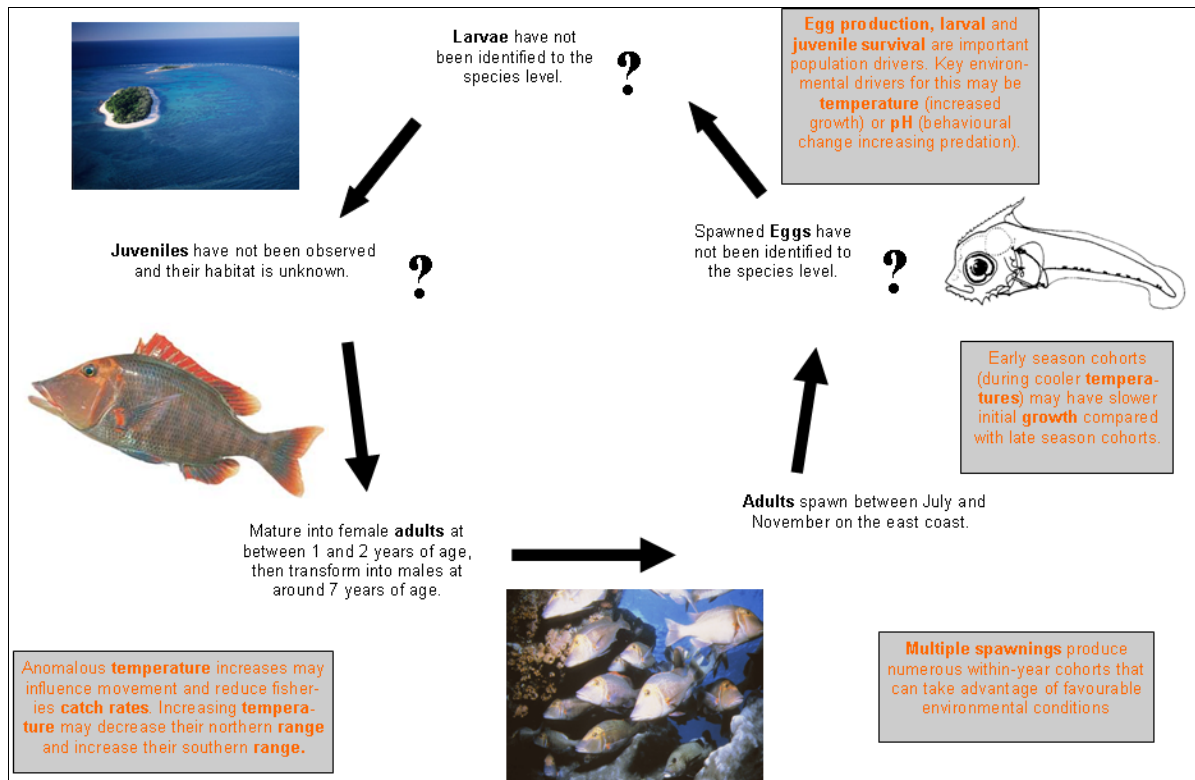 Larvae have not
been identified to the
species level.
?
Egg production, larval and
juvenile survival are important
population drivers. Key environ-
mental drivers for this may be
temperature (increased
growth) or pH (behavioural
change increasing predation).
Juveniles have not been observed
and their habitat is unknown.
?
Spawned Eggs have
not been identified to
the species level.
?
Early season cohorts
(during cooler tempera-
tures) may have slower
initial growth compared
with late season cohorts.
Adults spawn between July and
November on the east coast.
Mature into female adults at
between 1 and 2 years of age,
then transform into males at
around 7 years of age.
Anomalous temperature increases may
influence movement and reduce fisher-
ies catch rates. Increasing tempera-
ture may decrease their northern range
and increase their southern range.
Multiple spawnings produce
numerous within-year cohorts that
can take advantage of favourable
environmental conditions